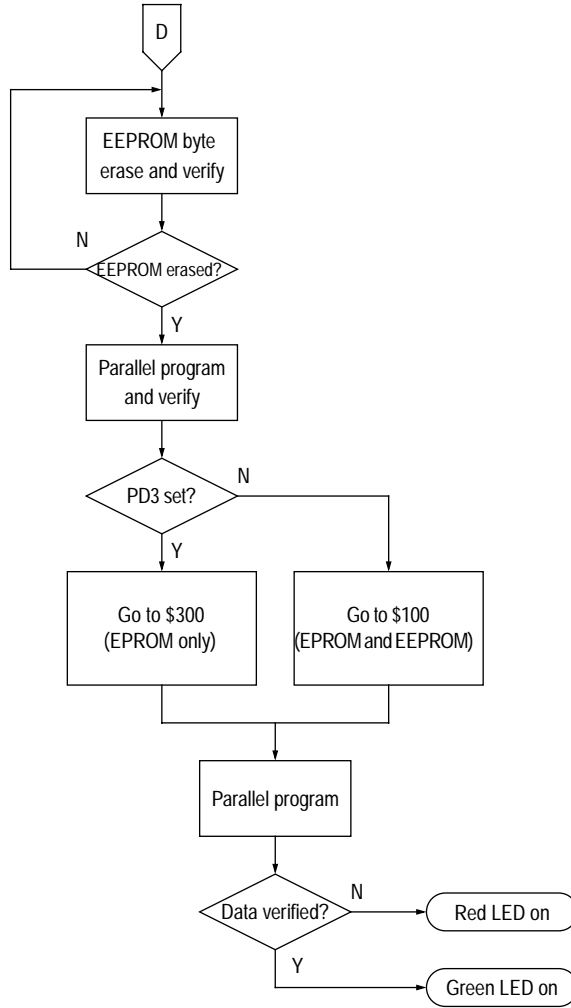 D
EEPROM byte
erase and verify
N
EEPROM erased?
Y
Parallel program
and verify
N
PD3 set?
Y
Go to $300
(EPROM only)
Go to $100
(EPROM and EEPROM)
Parallel program
N
Data verified?
Red LED on
Y
Green LED on